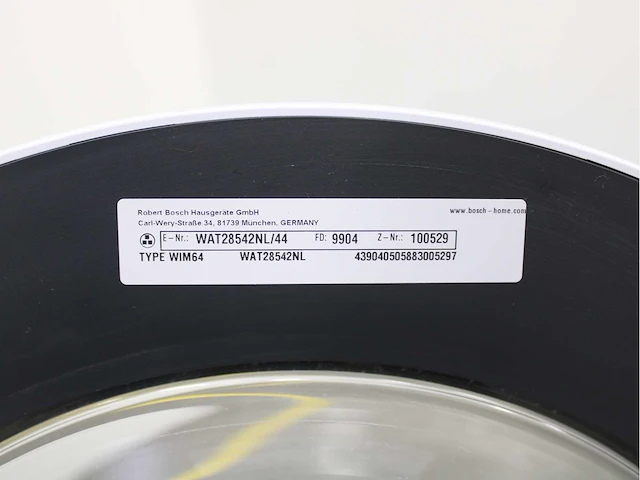 Robert Bosch Hausgeräte GmbH www.bosch-home.com
Carl-Wery-Straße 34, 81739 München, GERMANY
E-Nr.: WAT28542NL/44 FD: 9904 Z-Nr.: 100529
TYPE WIM64 WAT28542NL 439040505883005297